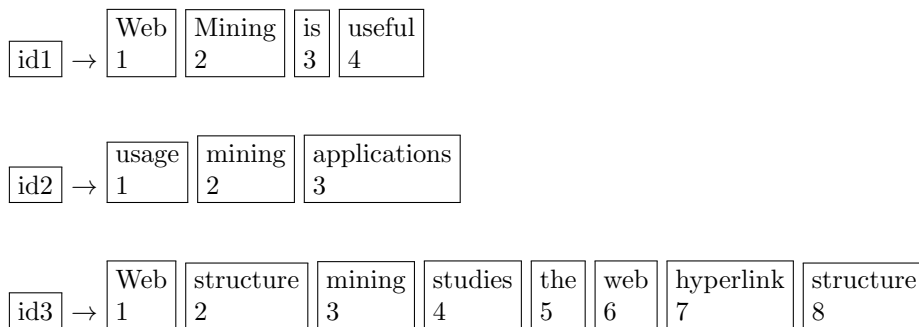 id1 → Web Mining is useful
1 2 3 4
id2 → usage mining applications
1 2 3
id3 → Web structure mining studies the web hyperlink structure
1 2 3 4 5 6 7 8